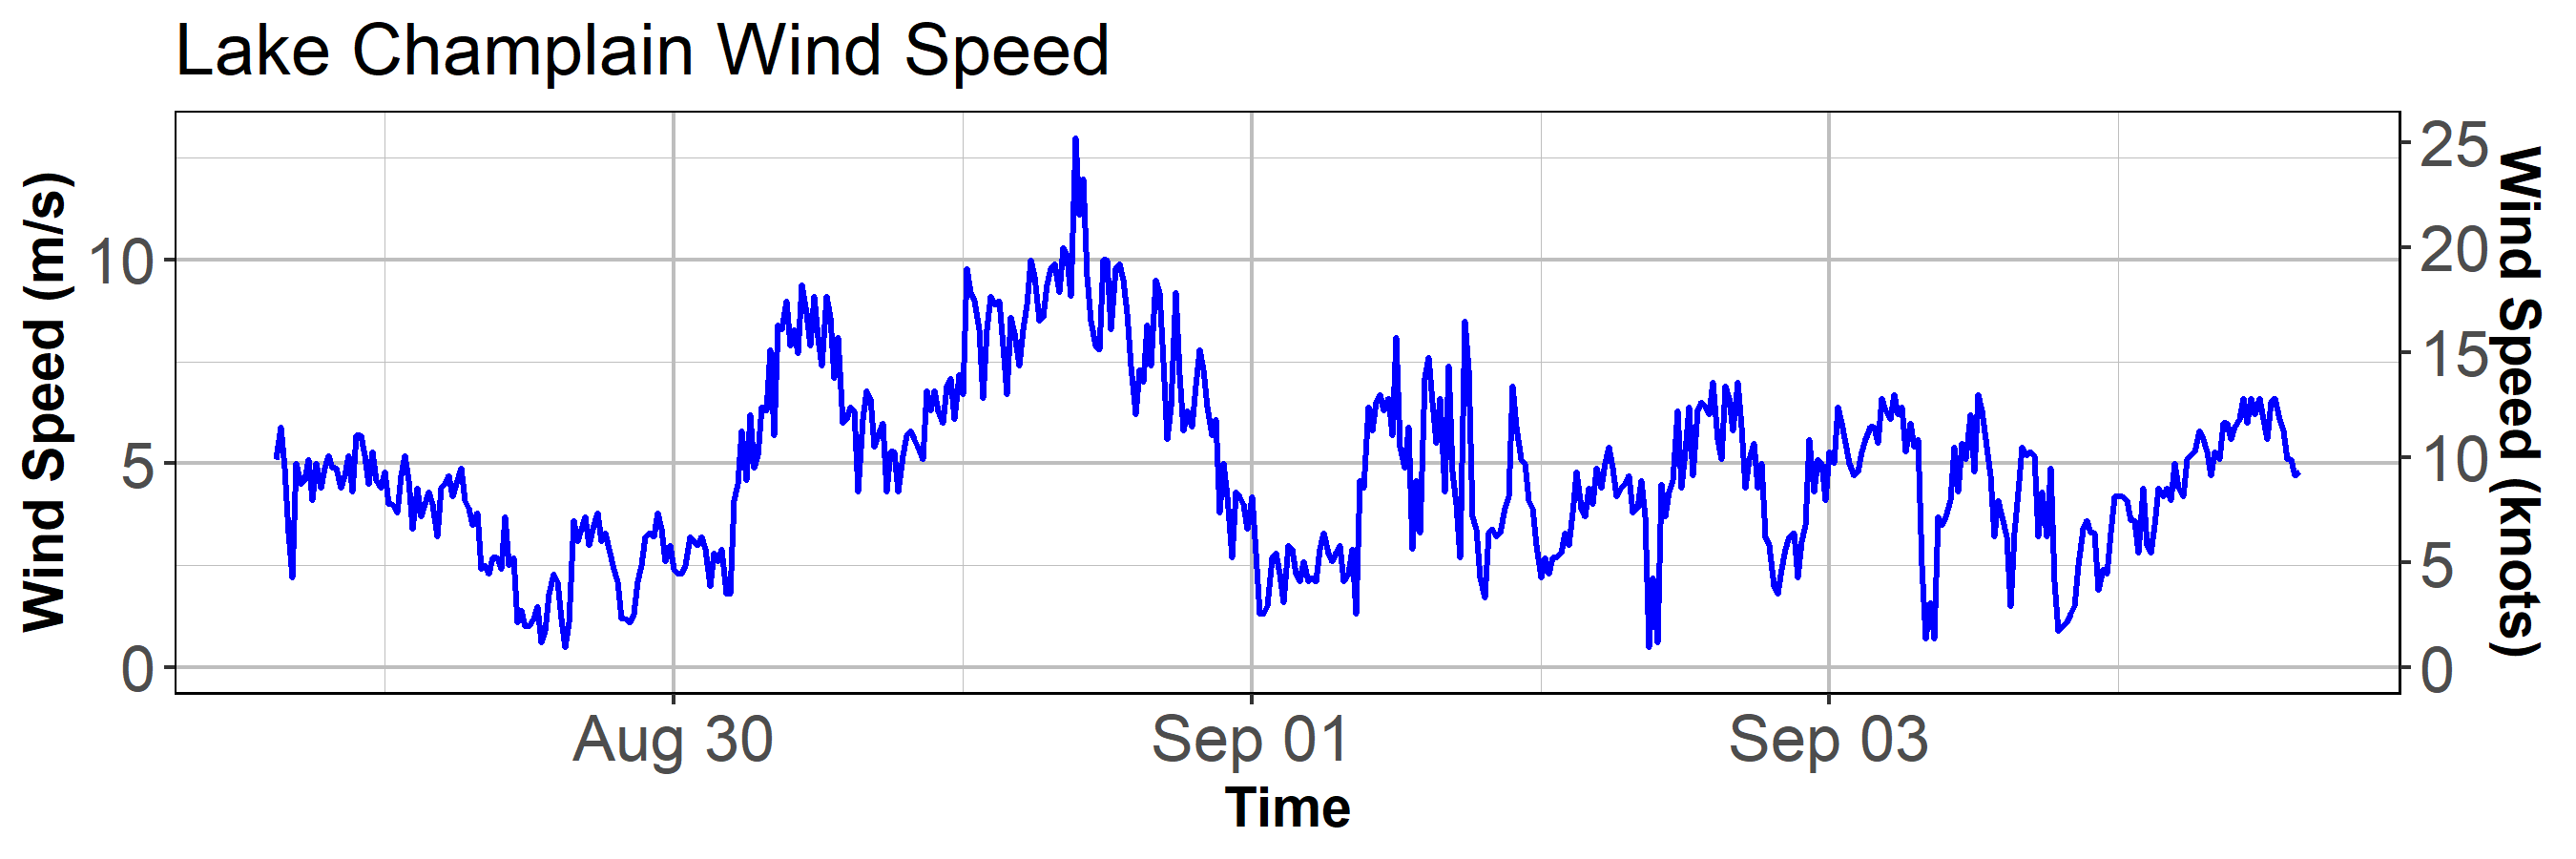 Lake Champlain Wind Speed
Wind Speed (m/s)
10
5
0
25
20
15
10
5
0
Wind Speed (knots)
Aug 30
Sep 01
Sep 03
Time